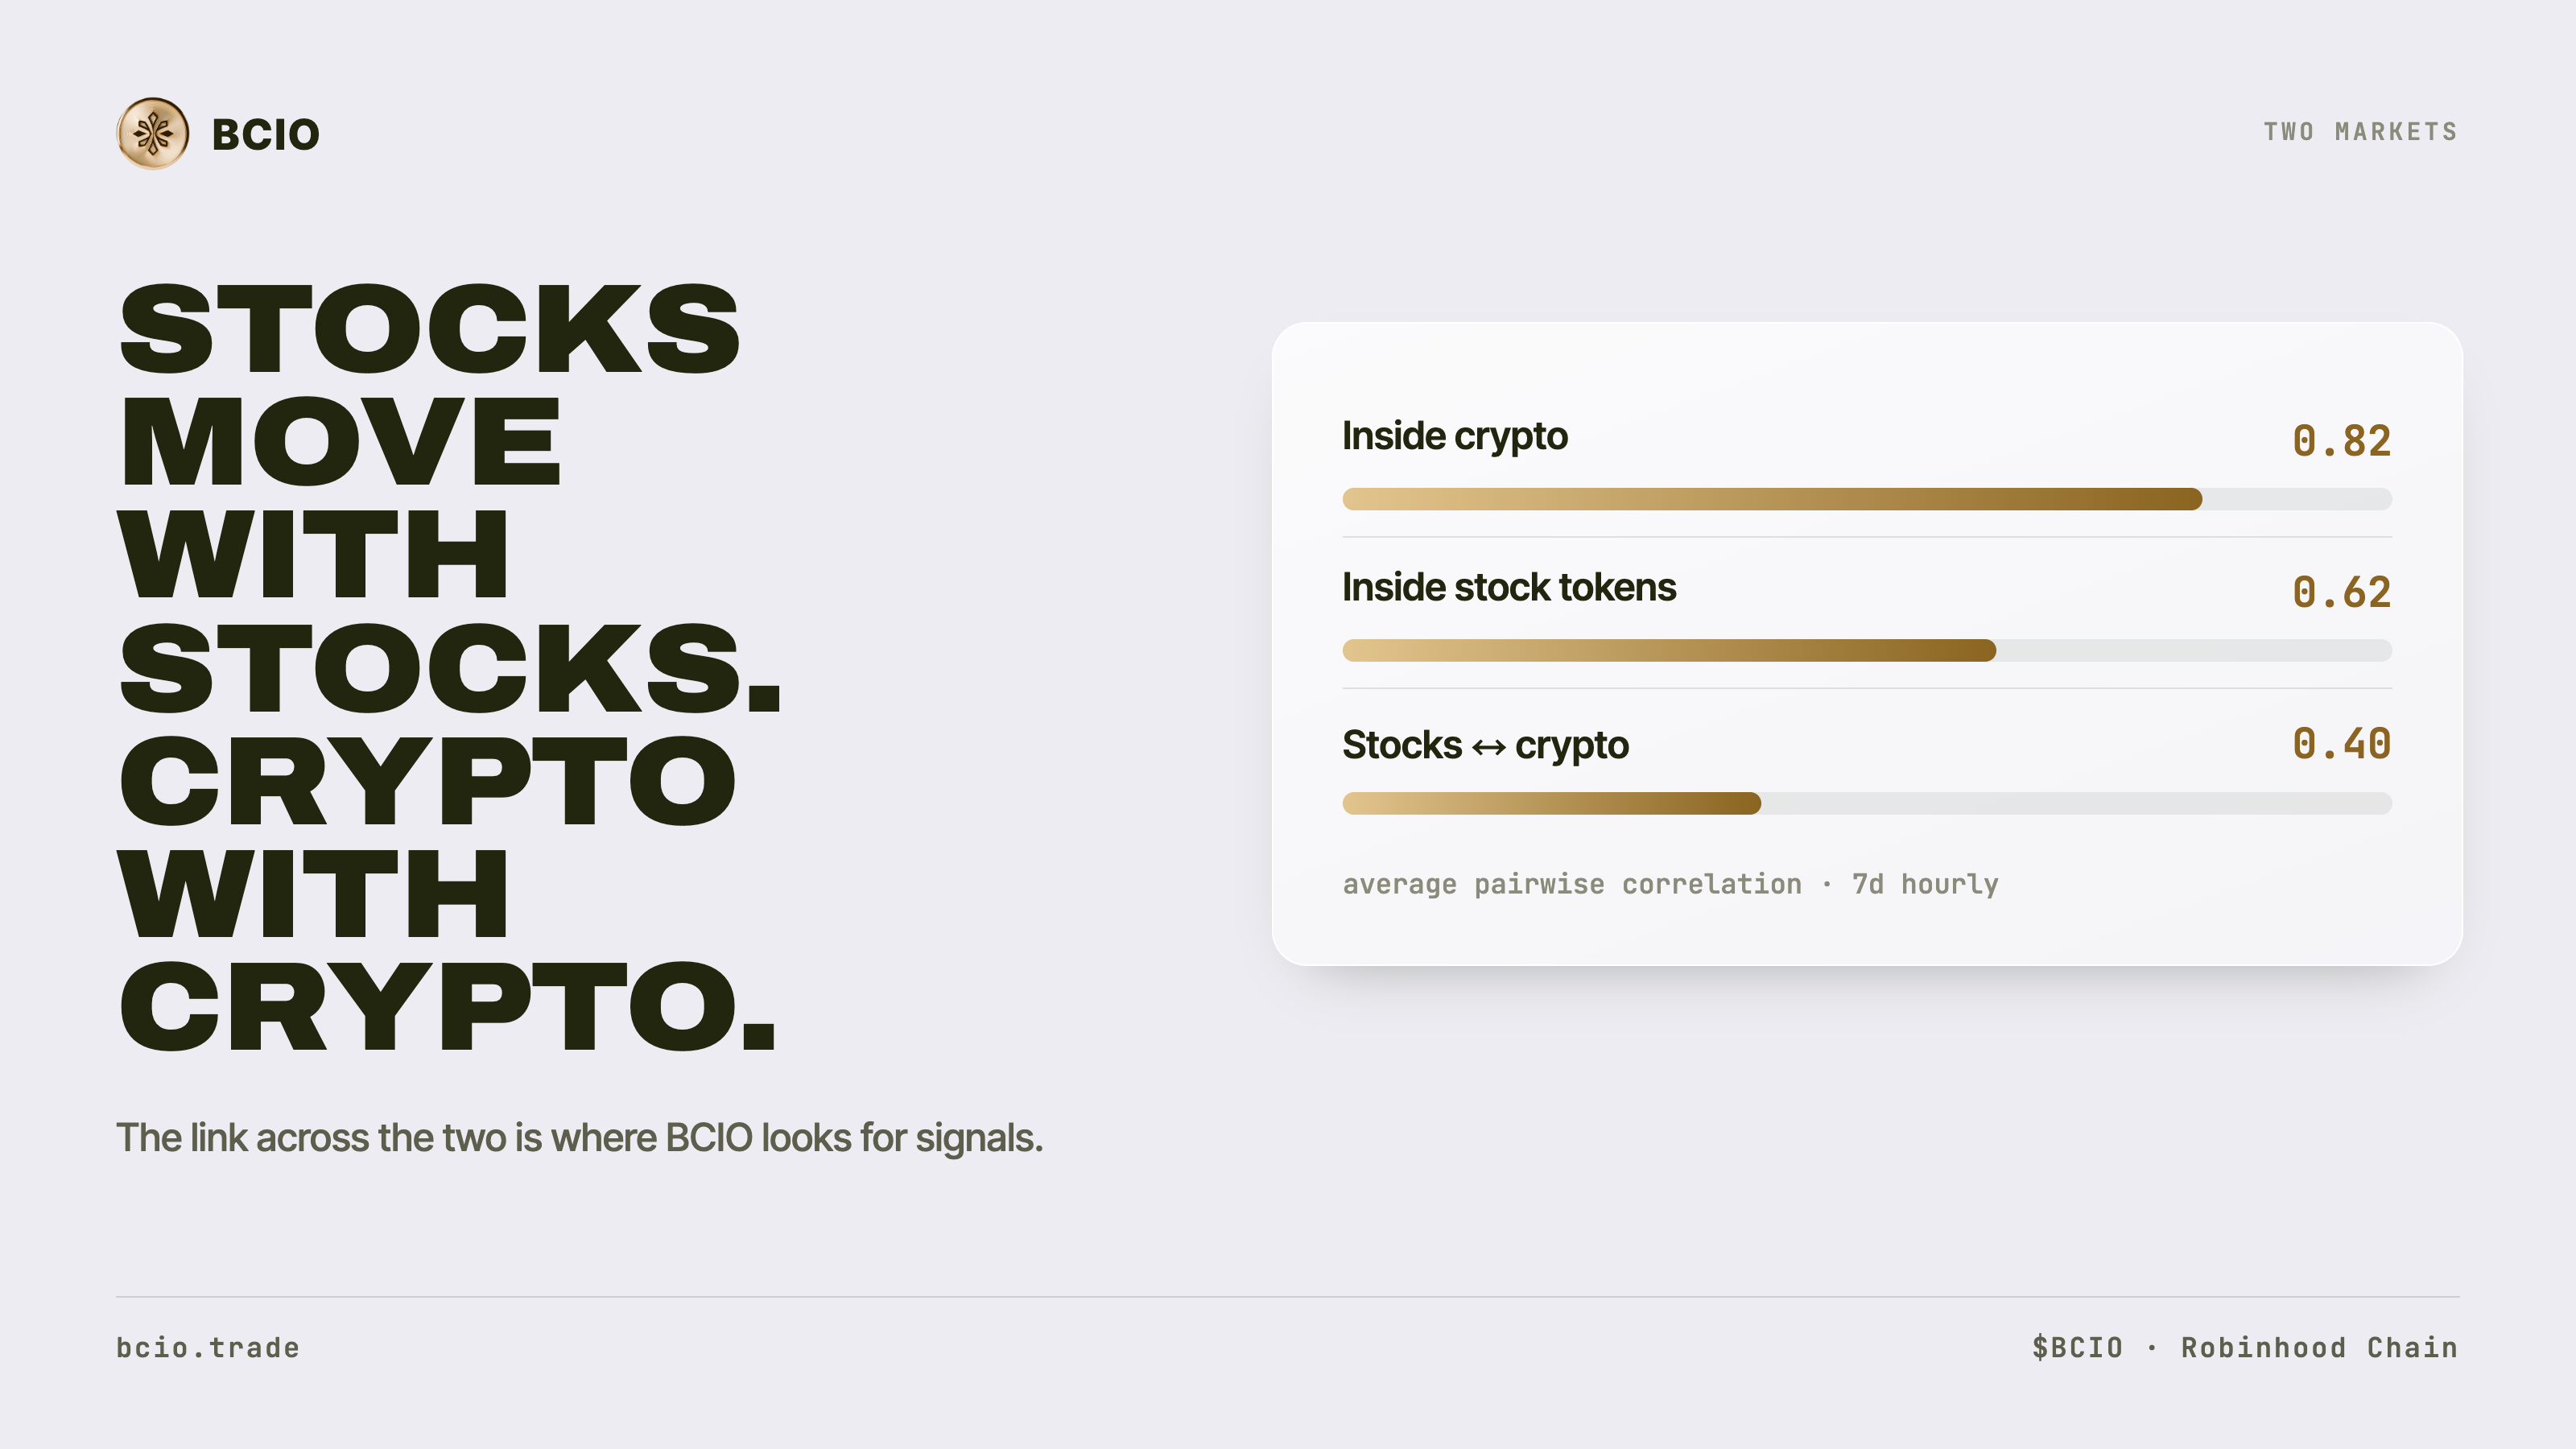 BCIO
TWO MARKETS
STOCKS
MOVE
WITH
STOCKS.
CRYPTO
WITH
CRYPTO.
The link across the two is where BCIO looks for signals.
Inside crypto 0.82
Inside stock tokens 0.62
Stocks ↔ crypto 0.40
average pairwise correlation · 7d hourly
bcio.trade
$BCIO · Robinhood Chain